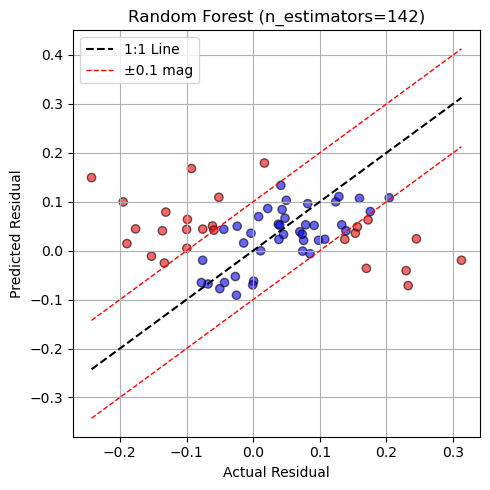 Random Forest (n_estimators=142)
1:1 Line
±0.1 mag
Predicted Residual
0.4
0.3
0.2
0.1
0.0
−0.1
−0.2
−0.3
−0.2
−0.1
0.0
0.1
0.2
0.3
Actual Residual